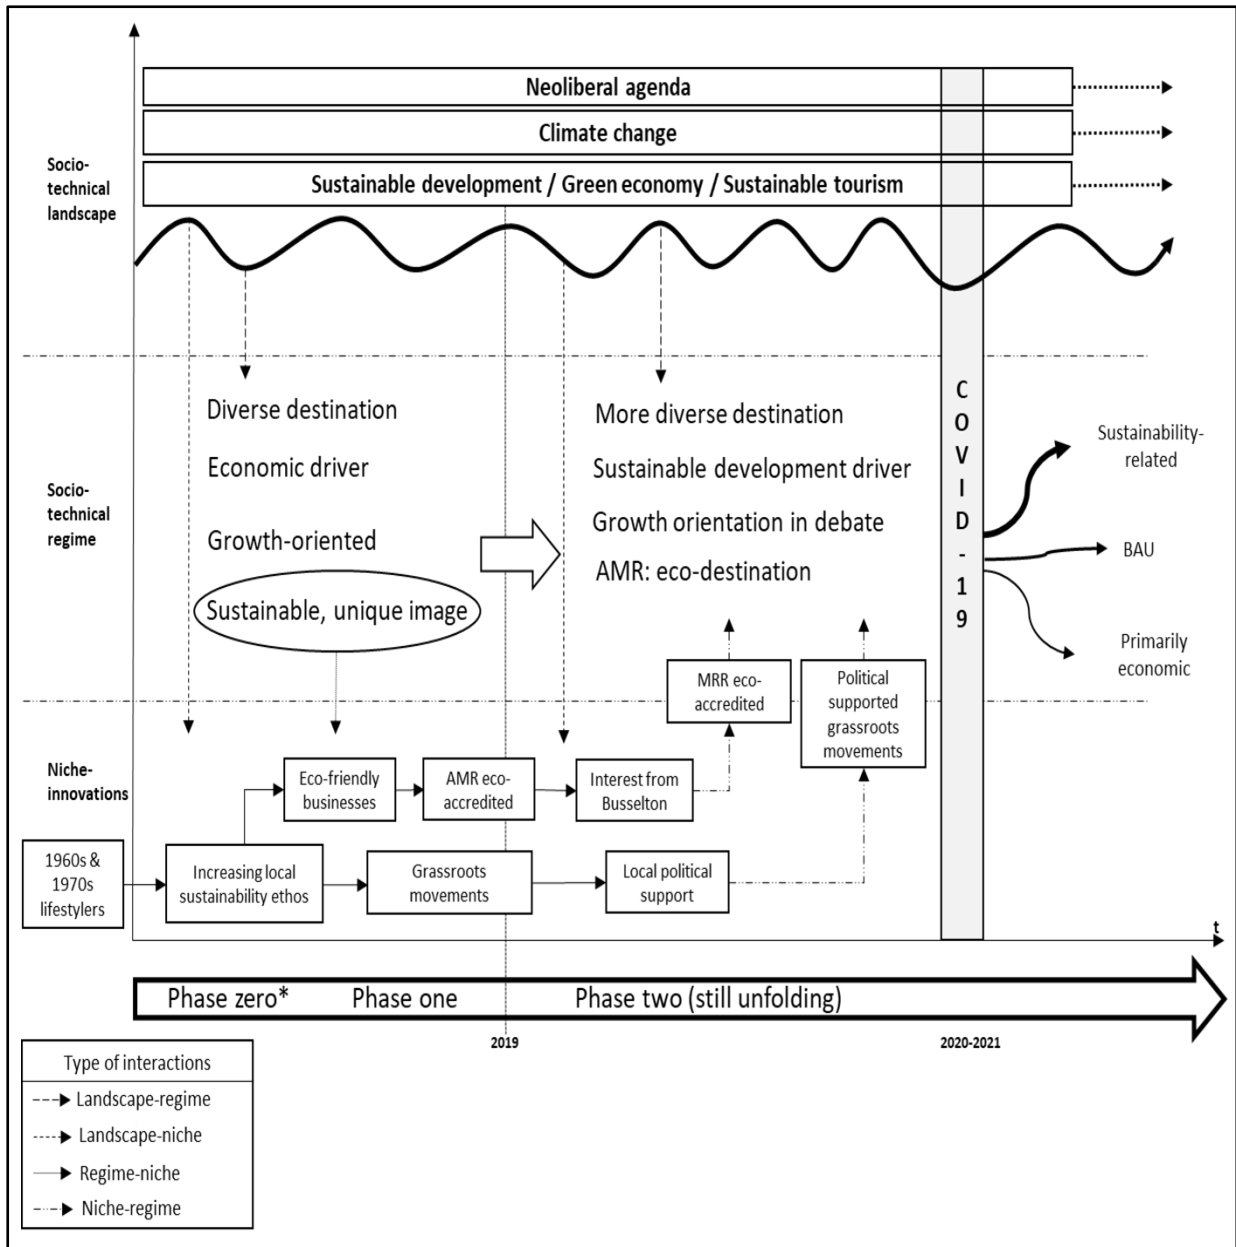 Neoliberal agenda
Climate change
Sustainable development / Green economy / Sustainable tourism
Socio-
technical
landscape
Socio-
technical
regime
Diverse destination
Economic driver
Growth-oriented
Sustainable, unique image
More diverse destination
Sustainable development driver
Growth orientation in debate
AMR: eco-destination
COVID-19
Sustainability-
related
BAU
Primarily
economic
MRR eco-
accredited
Political
supported
grassroots
movements
Niche-
innovations
Eco-friendly
businesses
AMR eco-
accredited
Interest from
Busselton
1960s &
1970s
lifestylers
Increasing local
sustainability ethos
Grassroots
movements
Local political
support
t
Phase zero*
Phase one
Phase two (still unfolding)
2019
2020-2021
Type of interactions
Landscape-regime
Landscape-niche
Regime-niche
Niche-regime